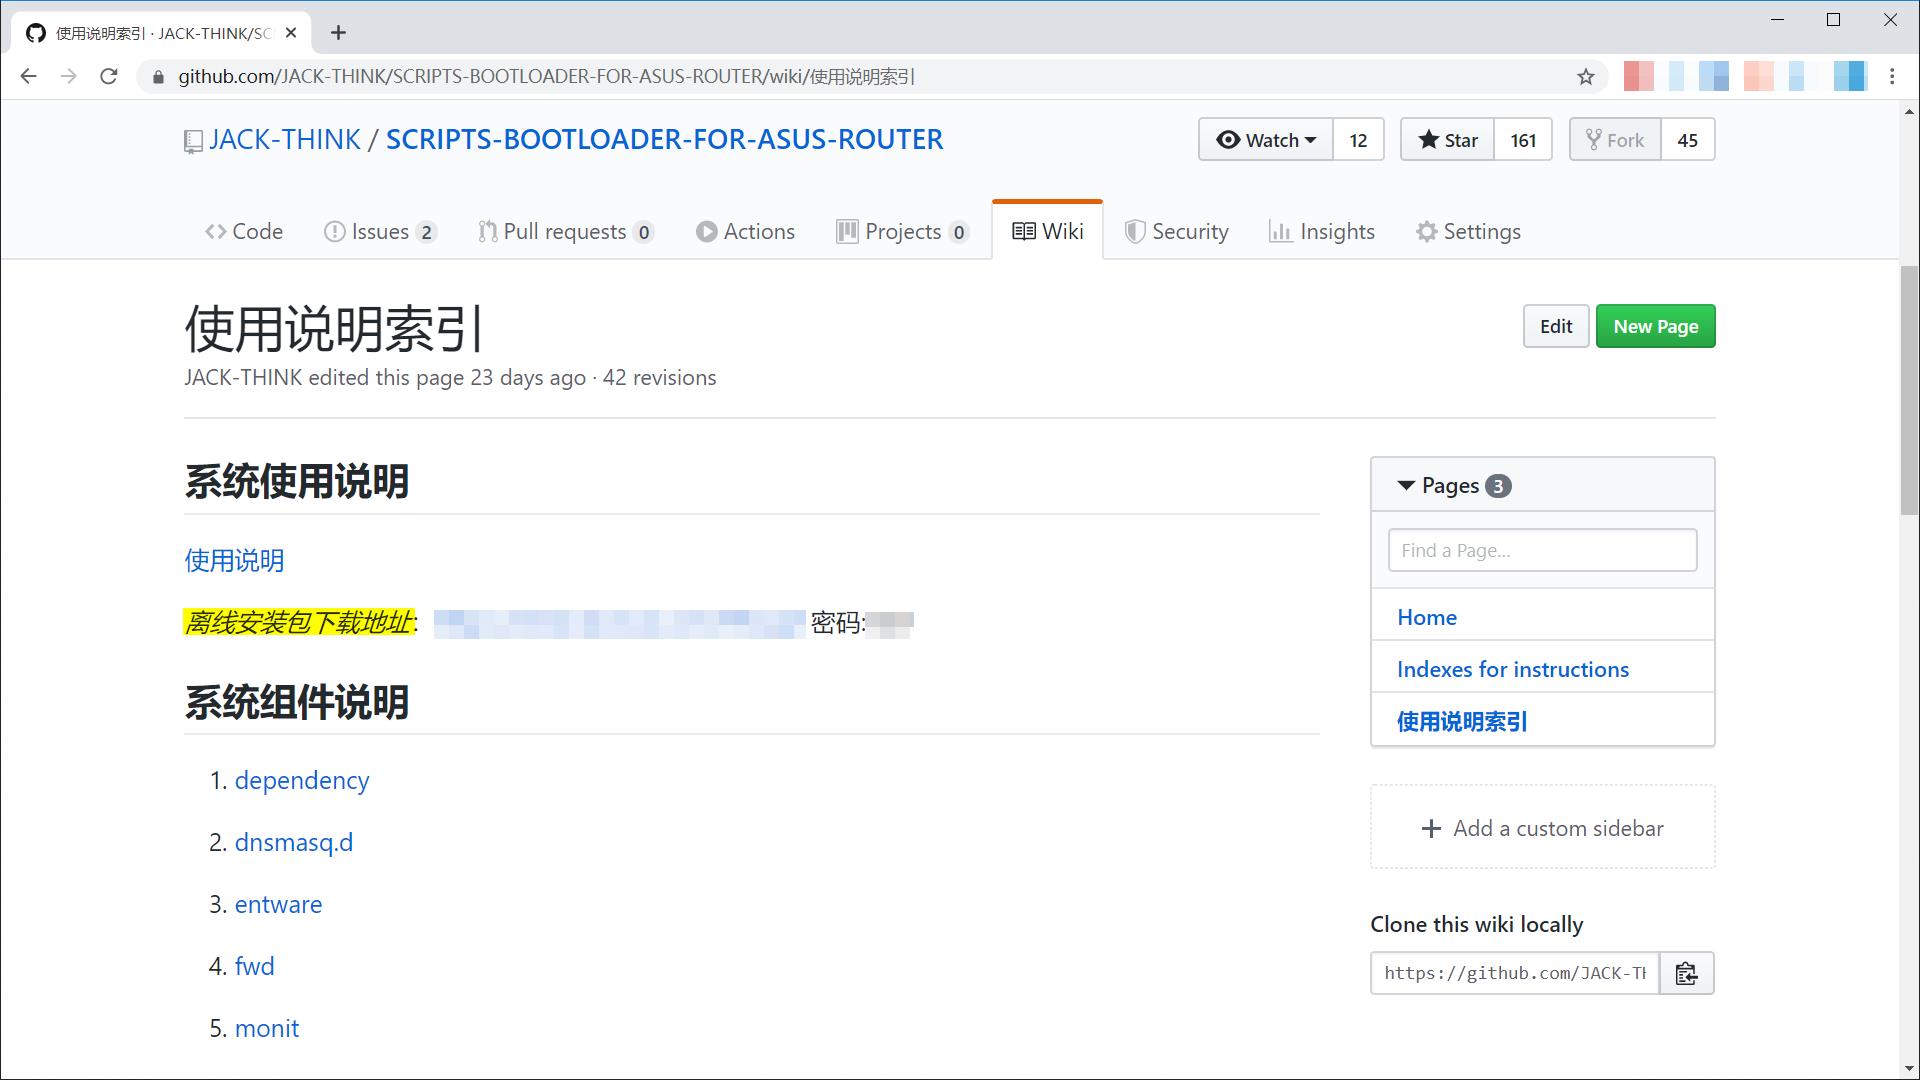 使用说明索引 · JACK-THINK/SC
github.com/JACK-THINK/SCRIPTS-BOOTLOADER-FOR-ASUS-ROUTER/wiki/使用说明索引
JACK-THINK / SCRIPTS-BOOTLOADER-FOR-ASUS-ROUTER
Watch 12 Star 161 Fork 45
Code Issues 2 Pull requests 0 Actions Projects 0 Wiki Security Insights Settings
使用说明索引
Edit New Page
JACK-THINK edited this page 23 days ago · 42 revisions
系统使用说明
使用说明
离线安装包下载地址: 密码:
系统组件说明
1. dependency
2. dnsmasq.d
3. entware
4. fwd
5. monit
Pages 3
Find a Page...
Home
Indexes for instructions
使用说明索引
Add a custom sidebar
Clone this wiki locally
https://github.com/JACK-TH